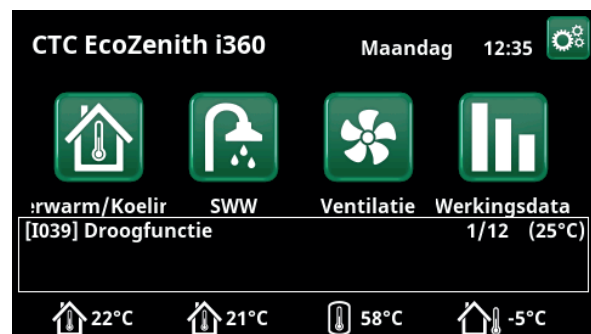 CTC EcoZenith i360 Maandag 12:35
erwarm/Koelin SWW Ventilatie Werkingsdata
[I039] Droogfunctie 1/12 (25°C)
22°C 21°C 58°C -5°C